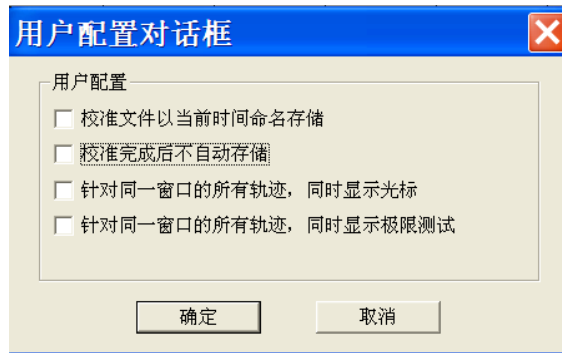 用户配置对话框
用户配置
校准文件以当前时间命名存储
校准完成后不自动存储
针对同一窗口的所有轨迹，同时显示光标
针对同一窗口的所有轨迹，同时显示极限测试
确定 取消